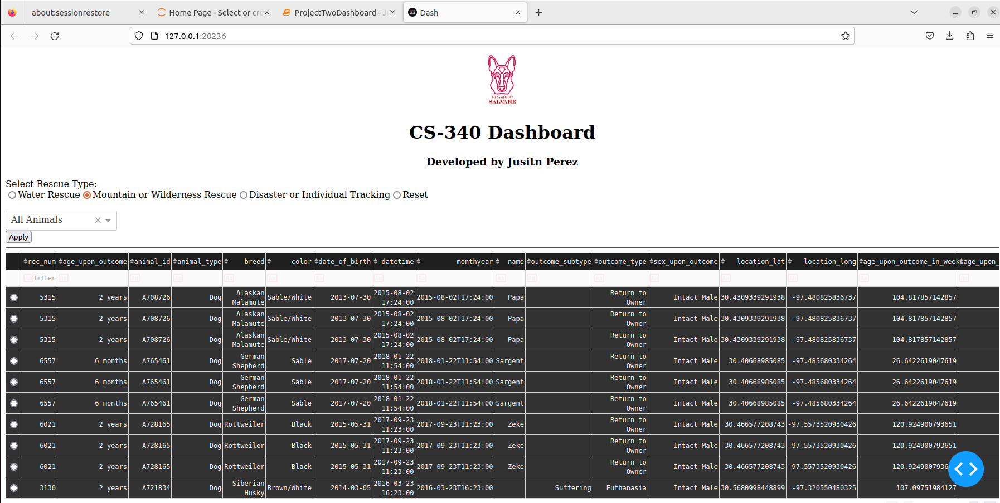 about:sessionrestore
Home Page - Select or cre
ProjectTwoDashboard - J
Dash
127.0.0.1:20236
GRAZIOSO
SALVARE
CS-340 Dashboard
Developed by Jusitn Perez
Select Rescue Type:
Water Rescue Mountain or Wilderness Rescue Disaster or Individual Tracking Reset
All Animals
Apply
rec_num age_upon_outcome animal_id animal_type breed color date_of_birth datetime monthyear name outcome_subtype outcome_type sex_upon_outcome location_lat location_long age_upon_outcome_in_week age_upon_
Aa filter Aa Aa Aa Aa Aa Aa Aa Aa Aa Aa Aa Aa Aa Aa Aa Aa
5315 2 years A708726 Dog Alaskan Malamute Sable/White 2013-07-30 2015-08-02 17:24:00 2015-08-02T17:24:00 Papa Return to Owner Intact Male 30.4309339291938 -97.480825836737 104.817857142857
5315 2 years A708726 Dog Alaskan Malamute Sable/White 2013-07-30 2015-08-02 17:24:00 2015-08-02T17:24:00 Papa Return to Owner Intact Male 30.4309339291938 -97.480825836737 104.817857142857
5315 2 years A708726 Dog Alaskan Malamute Sable/White 2013-07-30 2015-08-02 17:24:00 2015-08-02T17:24:00 Papa Return to Owner Intact Male 30.4309339291938 -97.480825836737 104.817857142857
6557 6 months A765461 Dog German Shepherd Sable 2017-07-20 2018-01-22 11:54:00 2018-01-22T11:54:00 Sargent Return to Owner Intact Male 30.40668985085 -97.485680334264 26.6422619047619
6557 6 months A765461 Dog German Shepherd Sable 2017-07-20 2018-01-22 11:54:00 2018-01-22T11:54:00 Sargent Return to Owner Intact Male 30.40668985085 -97.485680334264 26.6422619047619
6557 6 months A765461 Dog German Shepherd Sable 2017-07-20 2018-01-22 11:54:00 2018-01-22T11:54:00 Sargent Return to Owner Intact Male 30.40668985085 -97.485680334264 26.6422619047619
6021 2 years A728165 Dog Rottweiler Black 2015-05-31 2017-09-23 11:23:00 2017-09-23T11:23:00 Zeke Return to Owner Intact Male 30.466577208743 -97.5573520930426 120.924900793651
6021 2 years A728165 Dog Rottweiler Black 2015-05-31 2017-09-23 11:23:00 2017-09-23T11:23:00 Zeke Return to Owner Intact Male 30.466577208743 -97.5573520930426 120.924900793651
6021 2 years A728165 Dog Rottweiler Black 2015-05-31 2017-09-23 11:23:00 2017-09-23T11:23:00 Zeke Return to Owner Intact Male 30.466577208743 -97.5573520930426 120.9249007936
3130 2 years A721834 Dog Siberian Husky Brown/White 2014-03-05 2016-03-23 16:23:00 2016-03-23T16:23:00 Suffering Euthanasia Intact Male 30.5680998448899 -97.320550480325 107.09751984127